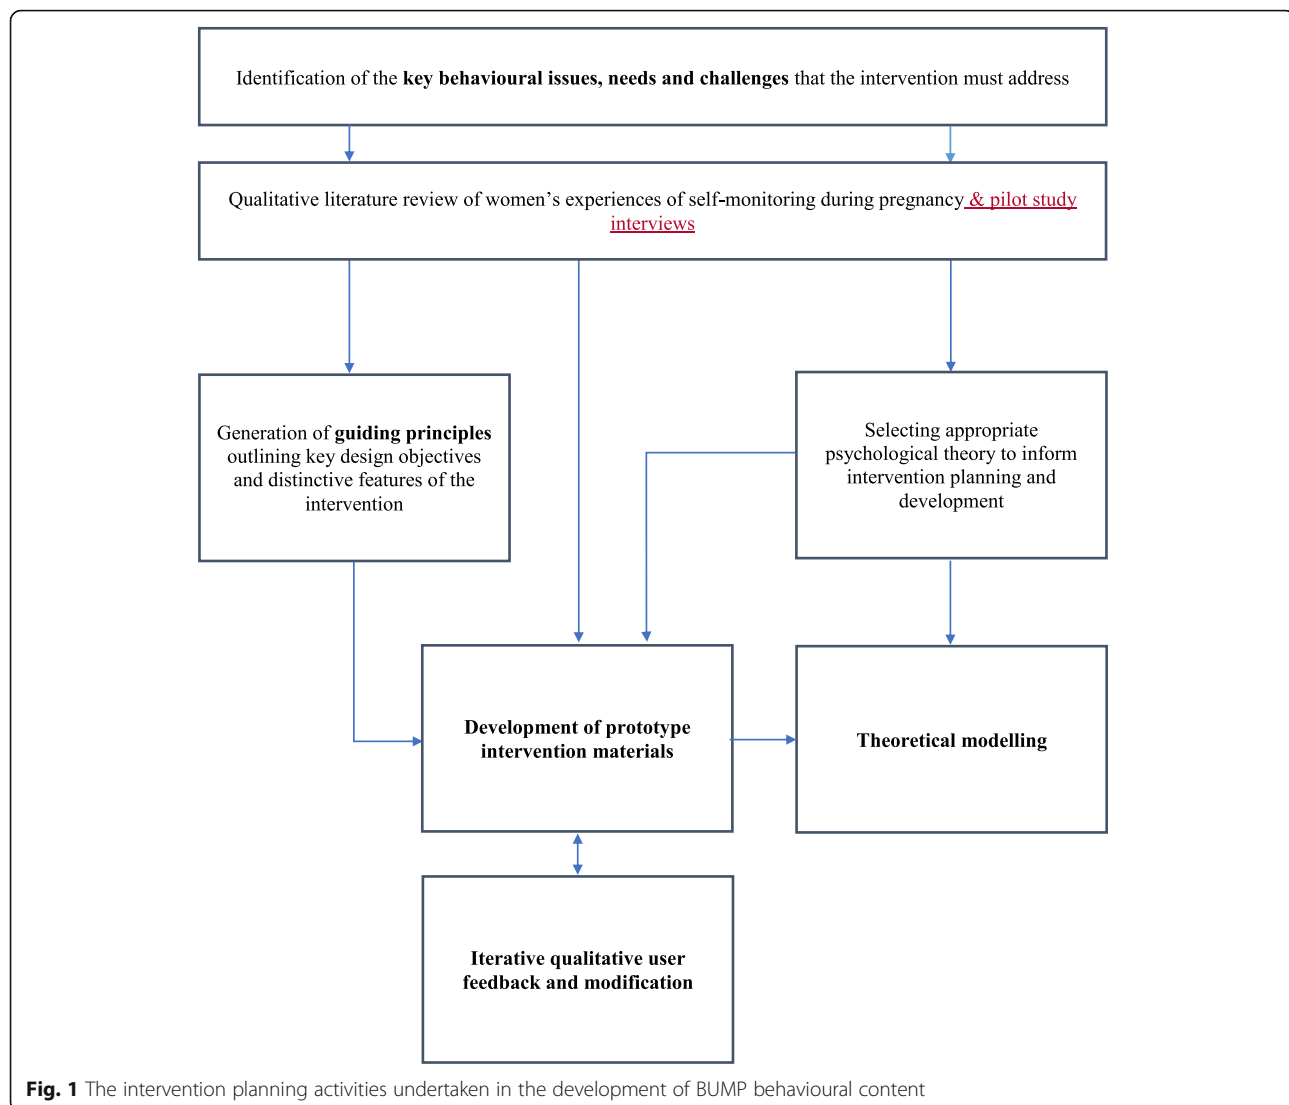 Identification of the key behavioural issues, needs and challenges that the intervention must address
Qualitative literature review of women’s experiences of self-monitoring during pregnancy & pilot study
interviews
Generation of guiding principles
outlining key design objectives
and distinctive features of the
intervention
Selecting appropriate
psychological theory to inform
intervention planning and
development
Development of prototype
intervention materials
Theoretical modelling
Iterative qualitative user
feedback and modification
Fig. 1 The intervention planning activities undertaken in the development of BUMP behavioural content